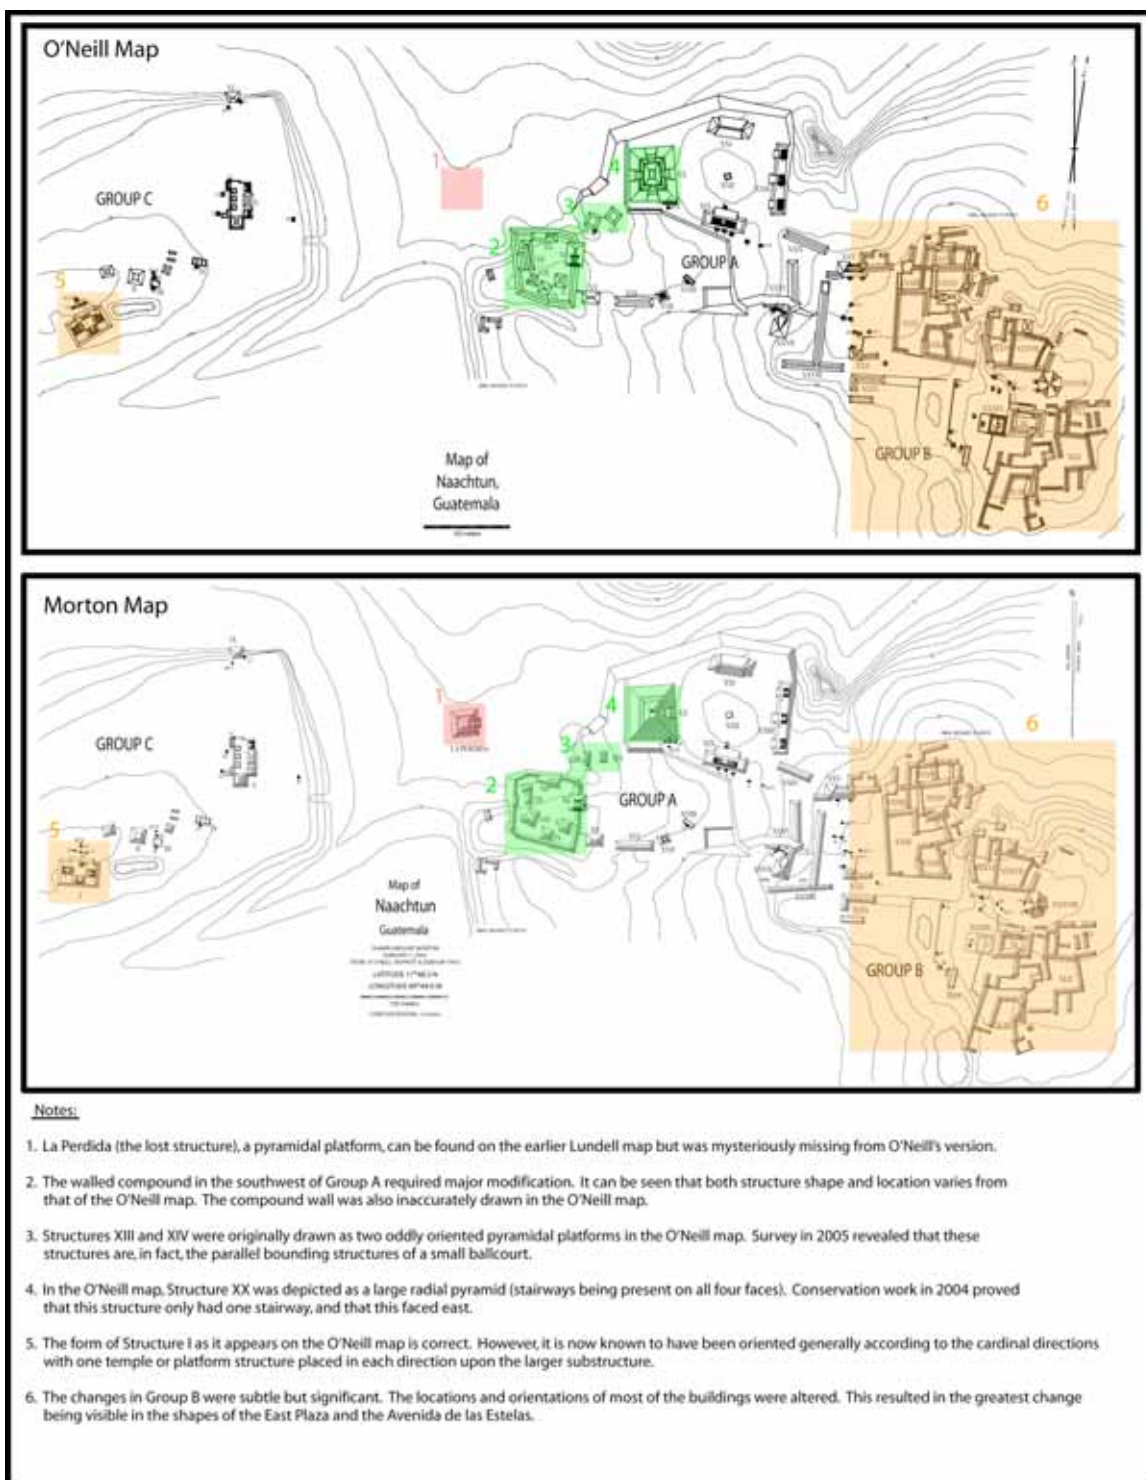 O'Neill Map
1
4
6
GROUP C
3
2
GROUP A
5
GROUP B
Map of
Naachtun,
Guatemala
Morton Map
1
4
6
GROUP C
3
2
GROUP A
5
Map of
Naachtun
Guatemala
GROUP B
Notes:
1. La Perdida (the lost structure), a pyramidal platform, can be found on the earlier Lundell map but was mysteriously missing from O'Neill's version.
2. The walled compound in the southwest of Group A required major modification. It can be seen that both structure shape and location varies from
that of the O'Neill map. The compound wall was also inaccurately drawn in the O'Neill map.
3. Structures XIII and XIV were originally drawn as two oddly oriented pyramidal platforms in the O'Neill map. Survey in 2005 revealed that these
structures are, in fact, the parallel bounding structures of a small ballcourt.
4. In the O'Neill map, Structure XX was depicted as a large radial pyramid (stairways being present on all four faces). Conservation work in 2004 proved
that this structure only had one stairway, and that this faced east.
5. The form of Structure I as it appears on the O'Neill map is correct. However, it is now known to have been oriented generally according to the cardinal directions
with one temple or platform structure placed in each direction upon the larger substructure.
6. The changes in Group B were subtle but significant. The locations and orientations of most of the buildings were altered. This resulted in the greatest change
being visible in the shapes of the East Plaza and the Avenida de las Estelas.